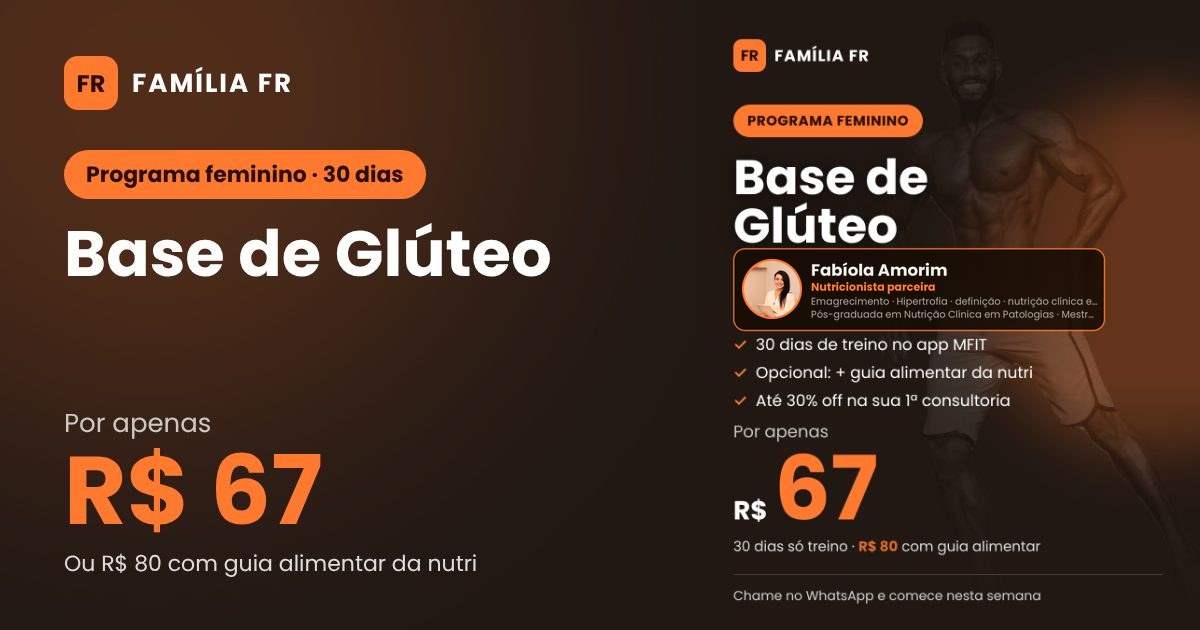 FR FAMÍLIA FR
Programa feminino · 30 dias
Base de Glúteo
Por apenas
R$ 67
Ou R$ 80 com guia alimentar da nutri
FR FAMÍLIA FR
PROGRAMA FEMININO
Base de
Glúteo
Fabíola Amorim
Nutricionista parceira
Emagrecimento · Hipertrofia · definição · nutrição clínica e...
Pós-graduada em Nutrição Clínica em Patologias · Mestr...
30 dias de treino no app MFIT
Opcional: + guia alimentar da nutri
Até 30% off na sua 1ª consultoria
Por apenas
R$ 67
30 dias só treino · R$ 80 com guia alimentar
Chame no WhatsApp e comece nesta semana